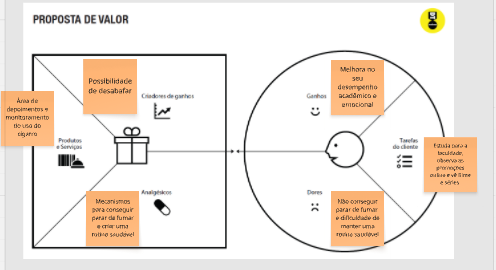 PROPOSTA DE VALOR
Possibilidade
de desabafar
Criadores de ganhos
Área de
depoimentos e
monitoramento
do uso do
cigarro
Produtos
e Serviços
Analgésicos
Mecanismos
para conseguir
parar de fumar
e criar uma
rotina saudável
Melhora no
seu
desempenho
acadêmico e
emocional
Ganhos
Tarefas
do cliente
Estuda para a
faculdade,
observa as
promoções
e vê filme
e séries
Dores
Não conseguir
parar de fumar
e dificuldade de
manter uma
rotina saudável